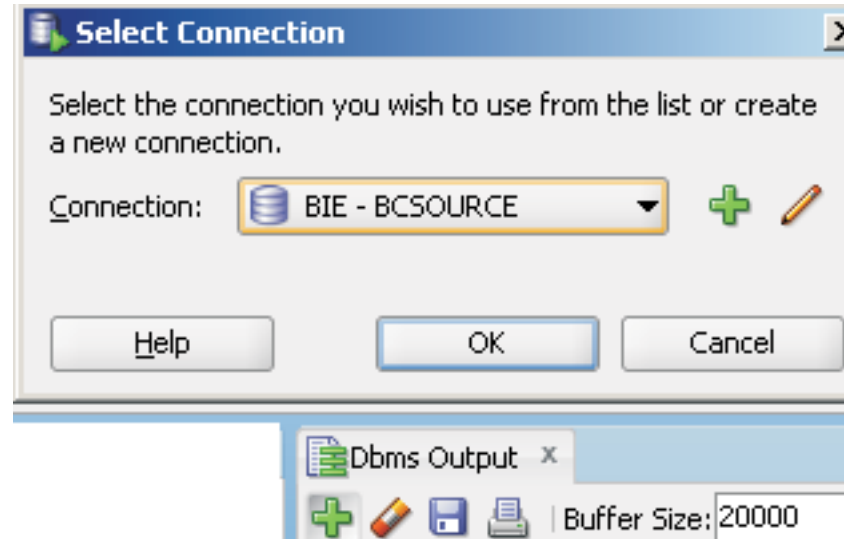 Select Connection
Select the connection you wish to use from the list or create
a new connection.
Connection: BIE - BCSOURCE
Help OK Cancel
Dbms Output x
Buffer Size: 20000